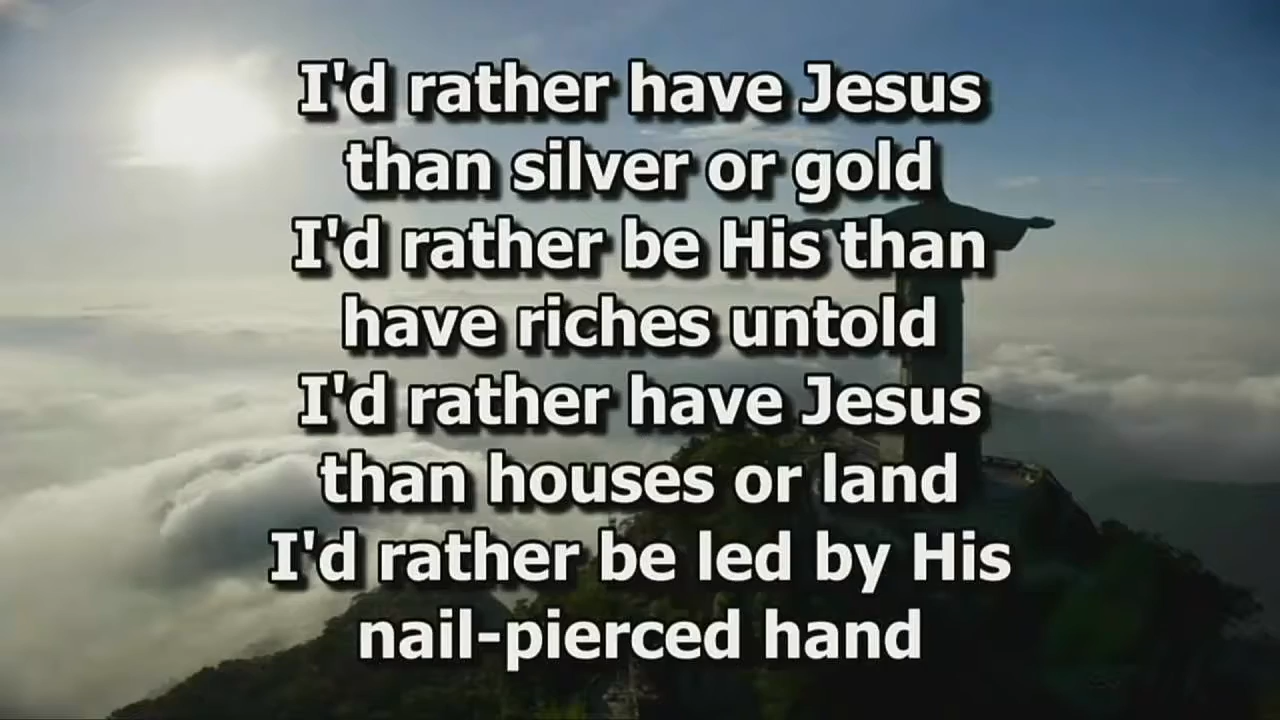 I'd rather have Jesus
than silver or gold
I'd rather be His than
have riches untold
I'd rather have Jesus
than houses or land
I'd rather be led by His
nail-pierced hand